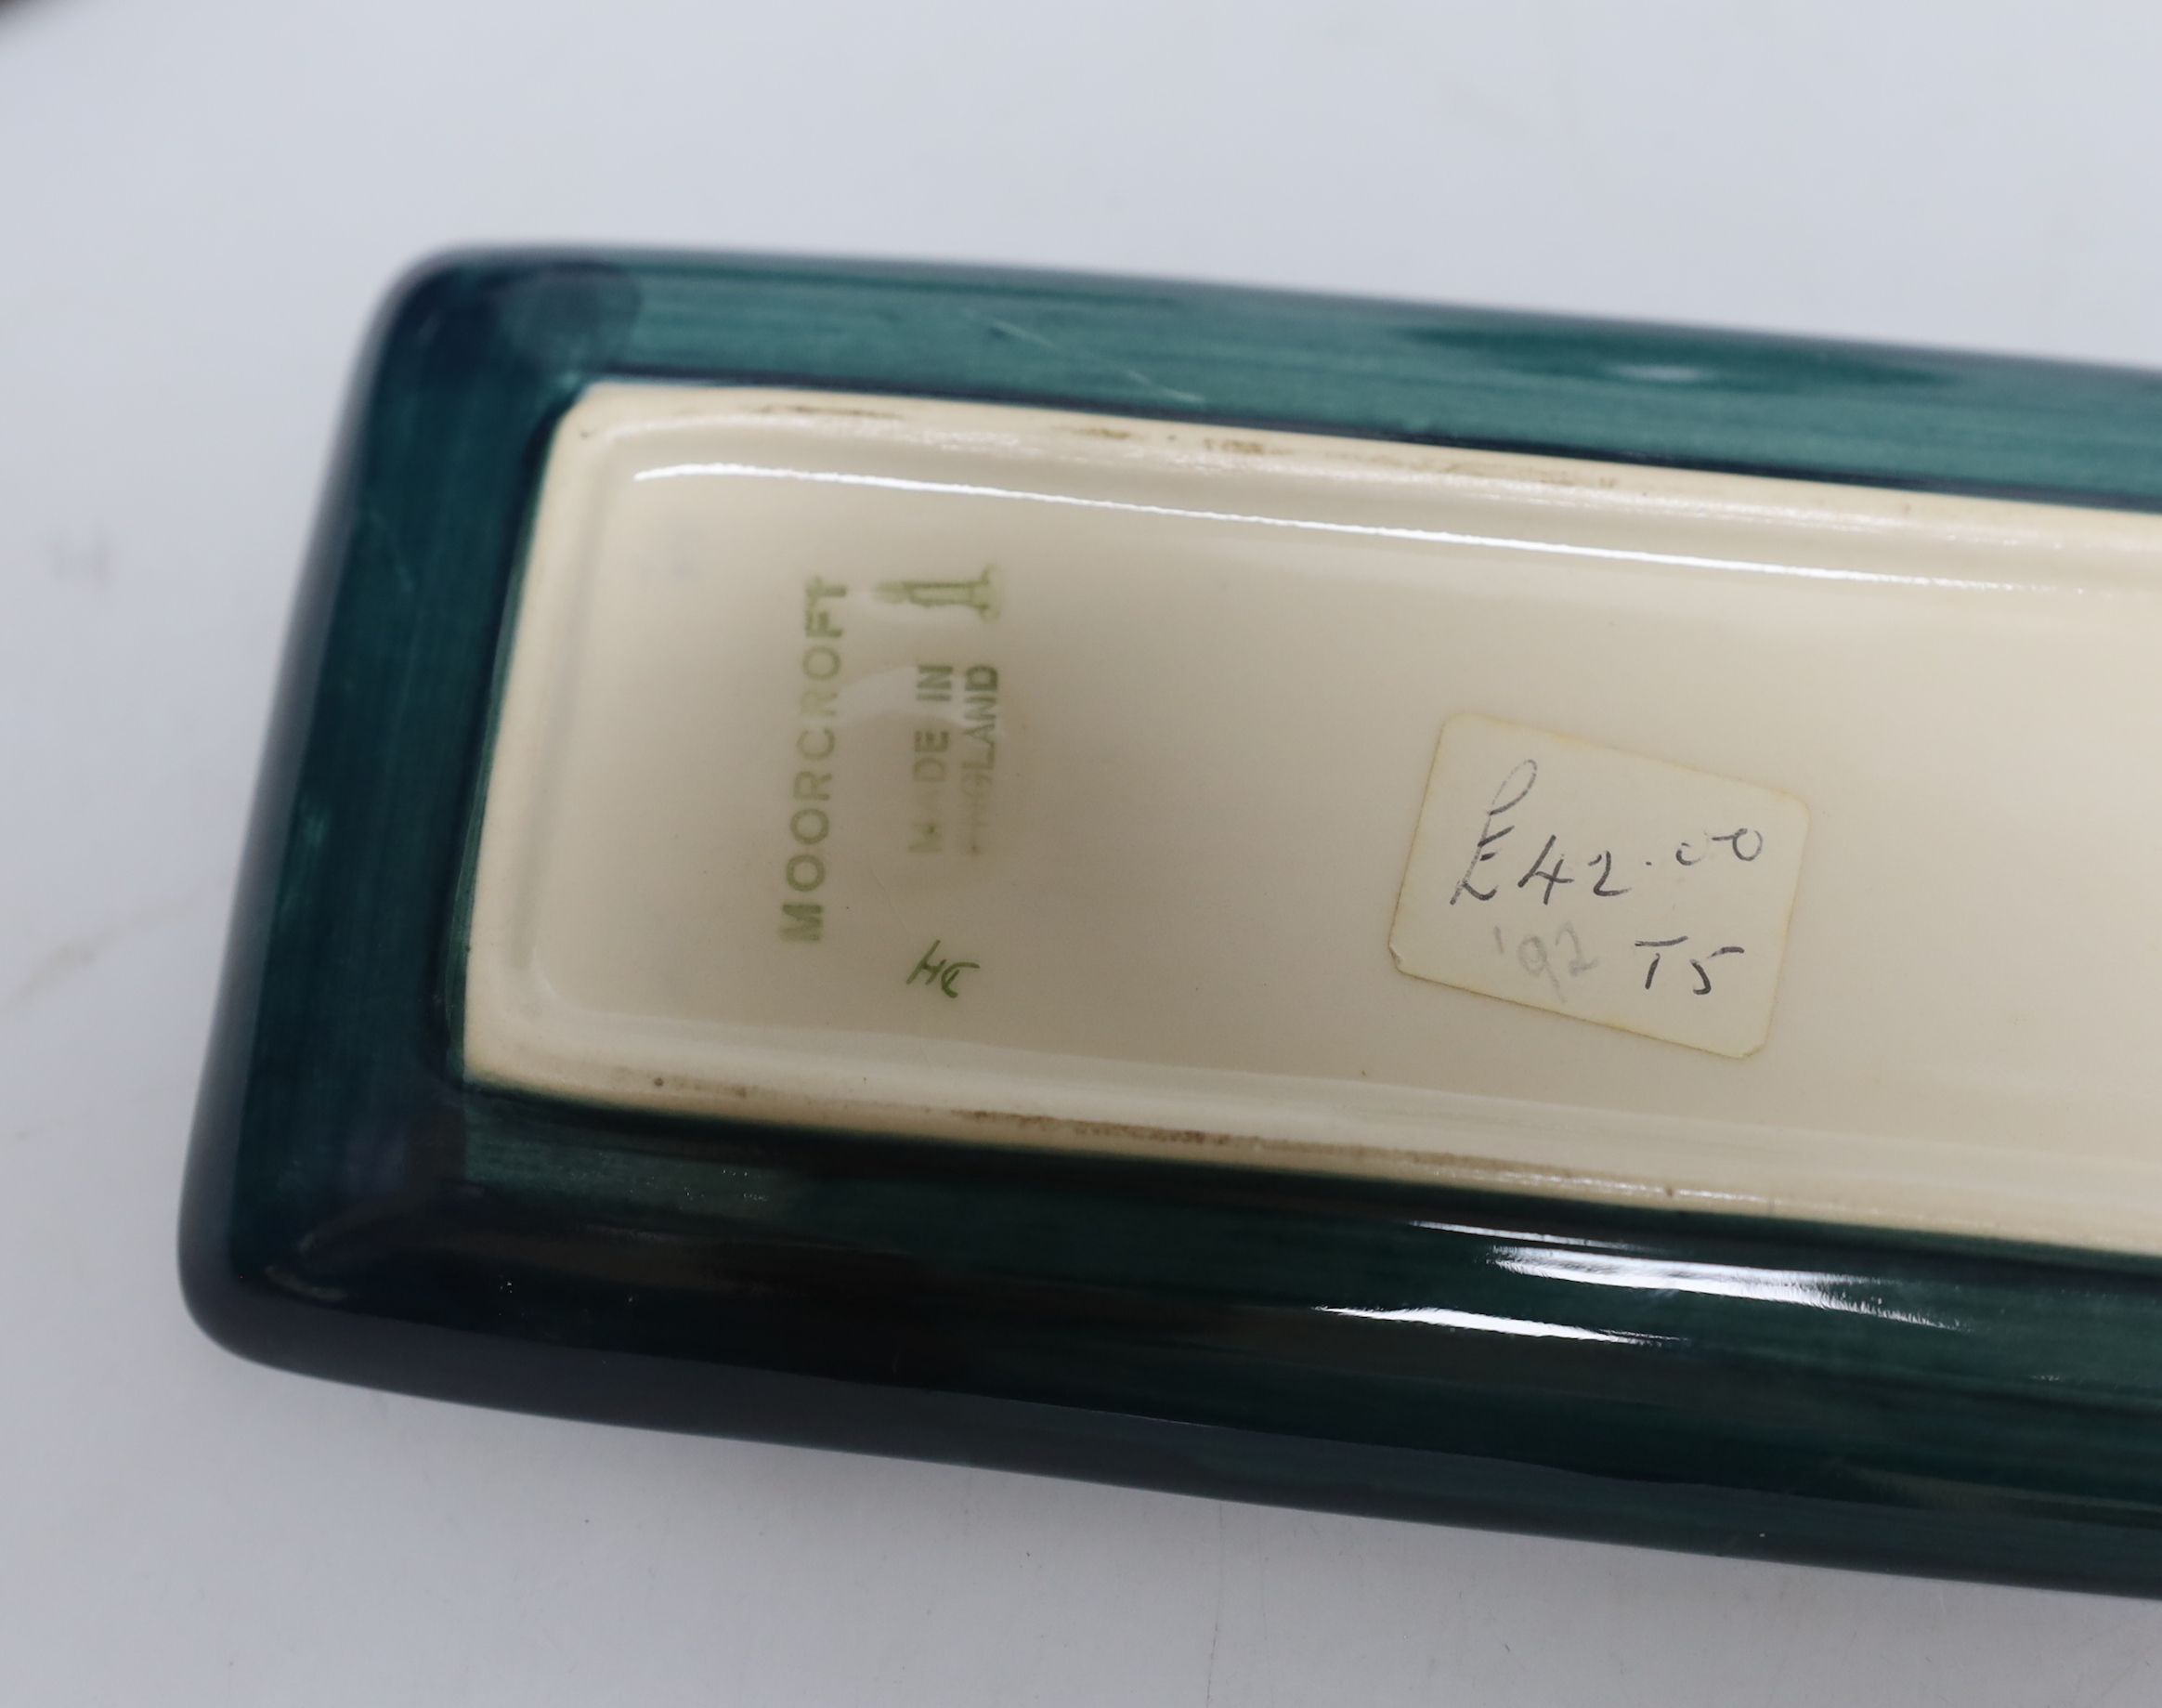 MOORCROFT
MADE IN
ENGLAND
£42.00
'92 T5